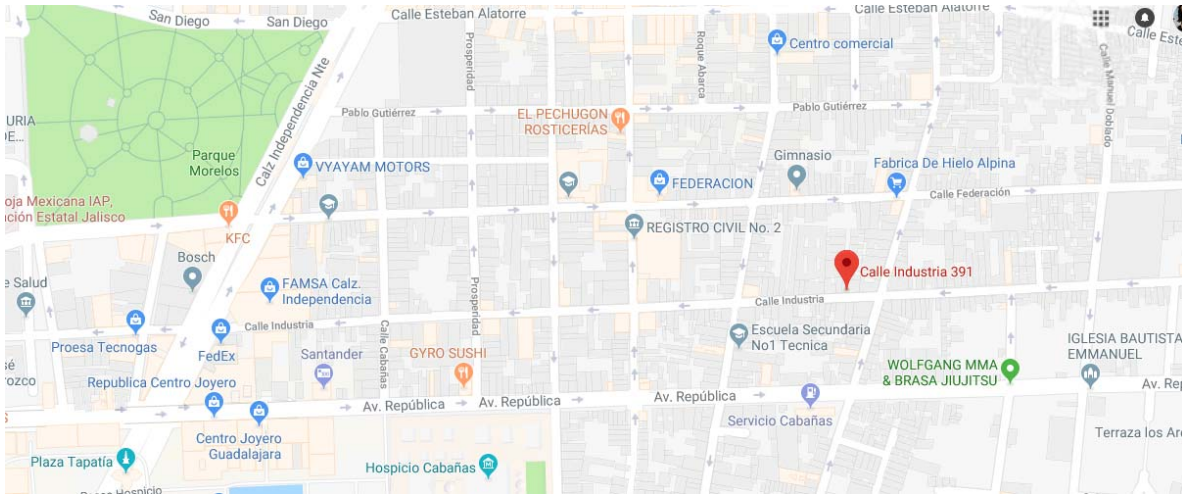 San Diego
San Diego
Calle Esteban Alatorre
Calle Esteban Alatorre
Calle Este
Centro comercial
Roque Abarca
Prosperidad
Calle Manuel Doblado
Calz Independencia Nte
Pablo Gutiérrez
Pablo Gutiérrez
EL PECHUGON
ROSTICERÍAS
URIA
DE...
Parque
Morelos
VYAYAM MOTORS
Gimnasio
Fabrica De Hielo Alpina
FEDERACION
Calle Federación
oja Mexicana IAP,
ción Estatal Jalisco
KFC
REGISTRO CIVIL No. 2
Bosch
Calle Industria 391
e Salud
FAMSA Calz.
Independencia
Prosperidad
Calle Industria
Calle Industria
Calle Cabañas
Proesa Tecnogas
FedEx
Escuela Secundaria
No1 Tecnica
IGLESIA BAUTISTA
EMMANUEL
Santander
GYRO SUSHI
sé
rozco
WOLFGANG MMA
& BRASA JIUJITSU
Republica Centro Joyero
Av. República
Av. República
Av. República
Av. Rep
S
Servicio Cabañas
Centro Joyero
Guadalajara
Terraza los Are
Plaza Tapatía
Hospicio Cabañas